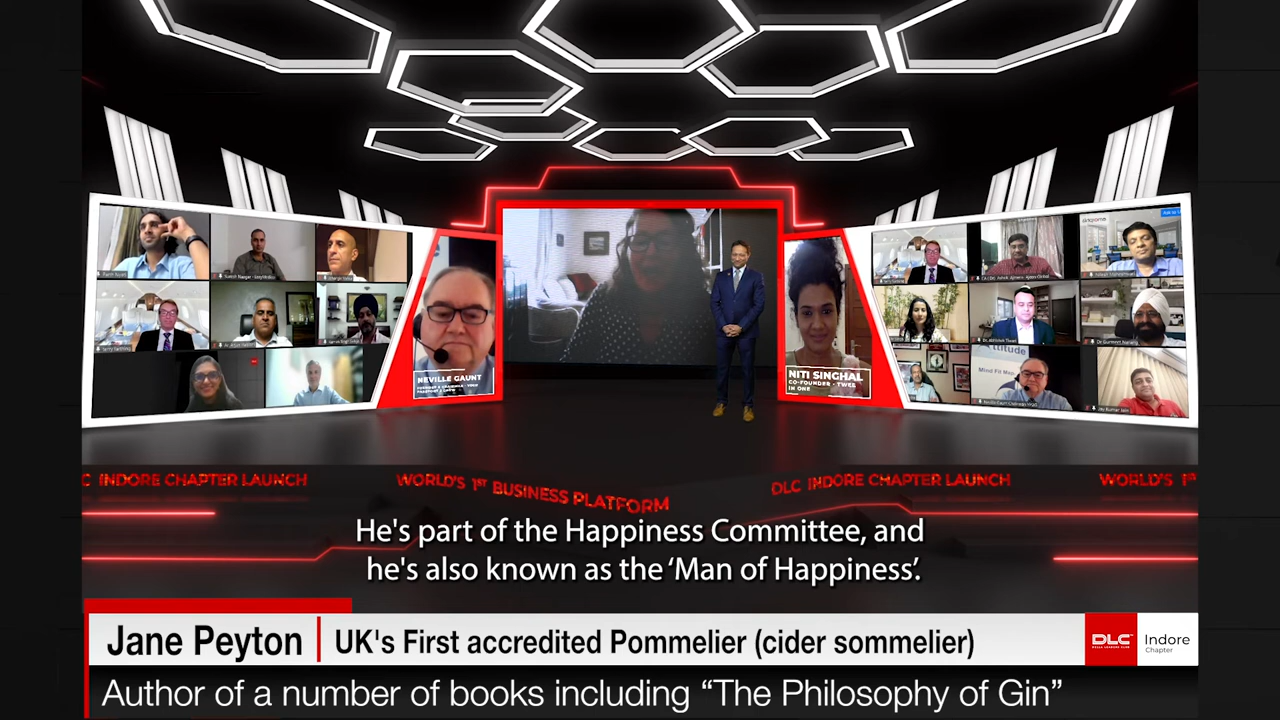 NEVILLE GAUNT
NITI SINGHAL
CO-FOUNDER - TWEE
IN ONE
C INDORE CHAPTER LAUNCH
WORLD'S 1ST BUSINESS PLATFORM
DLC INDORE CHAPTER LAUNCH
WORLD'S 1S
He's part of the Happiness Committee, and
he's also known as the 'Man of Happiness'.
Jane Peyton
UK's First accredited Pommelier (cider sommelier)
DLC
Indore
Chapter
Author of a number of books including “The Philosophy of Gin”